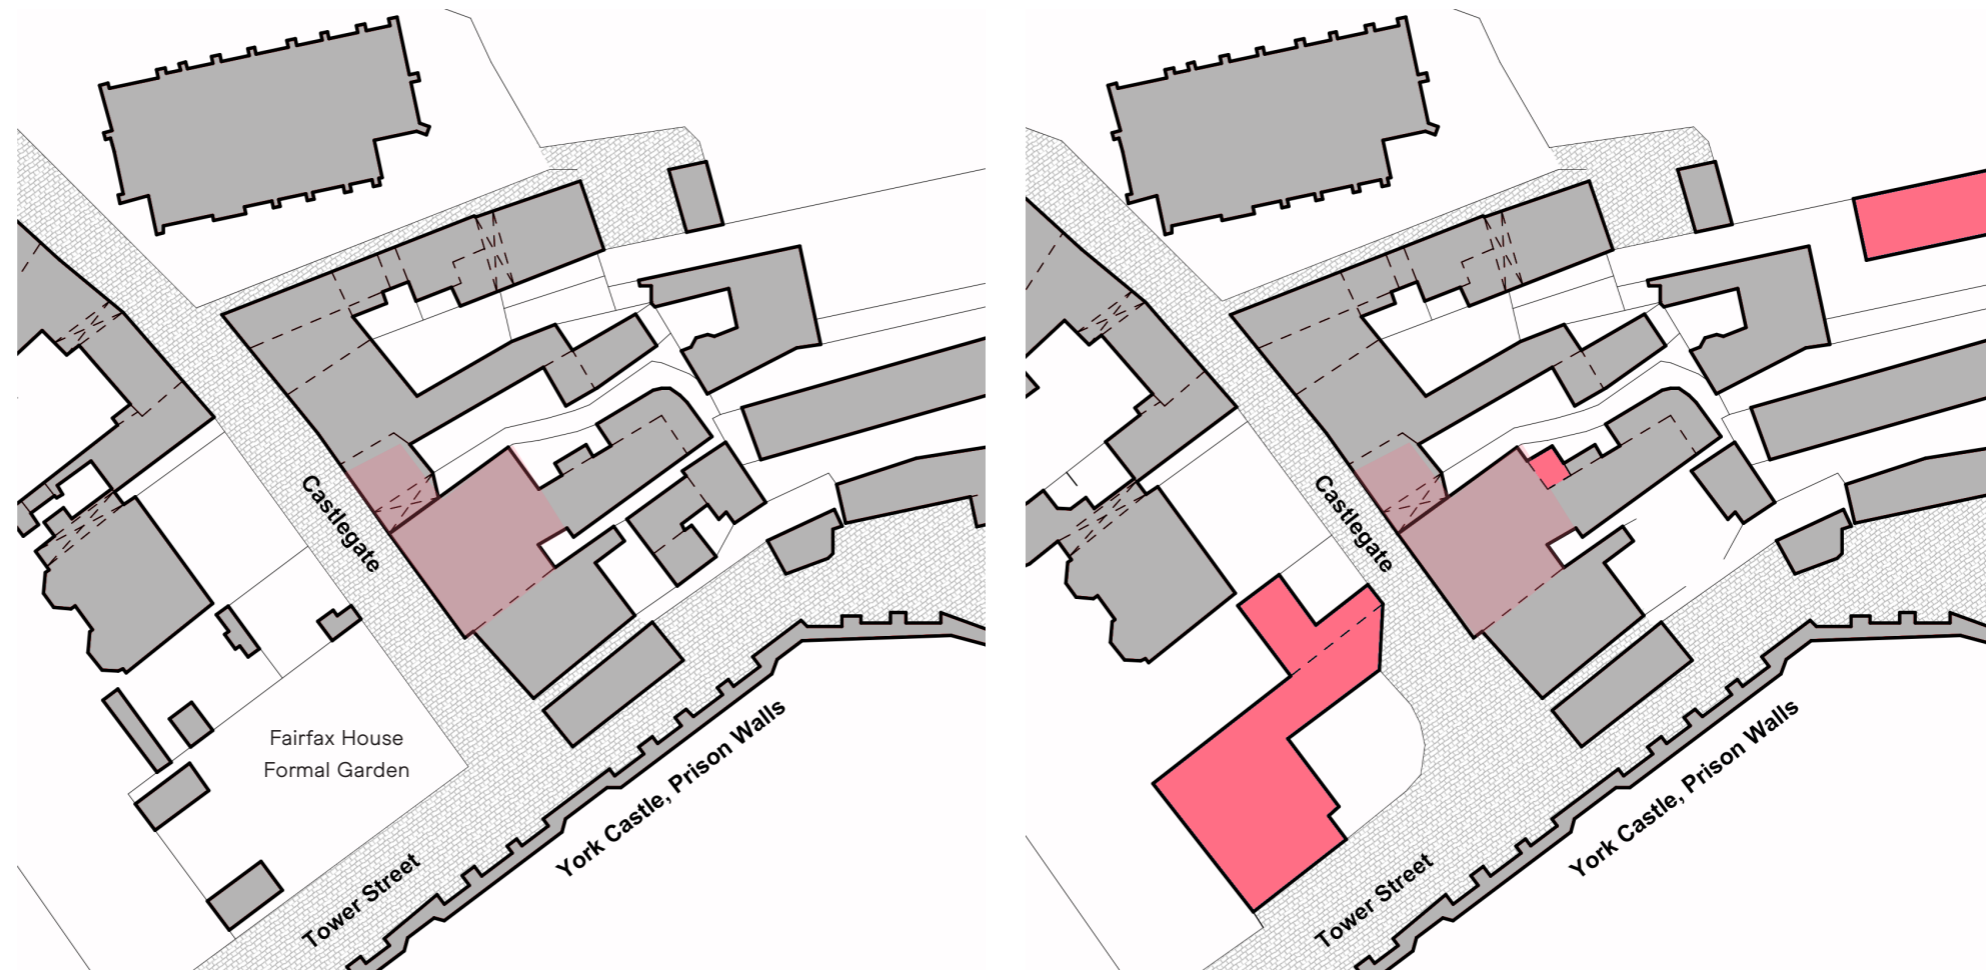 Castlegate
Fairfax House
Formal Garden
York Castle, Prison Walls
Tower Street
Castlegate
York Castle, Prison Walls
Tower Street